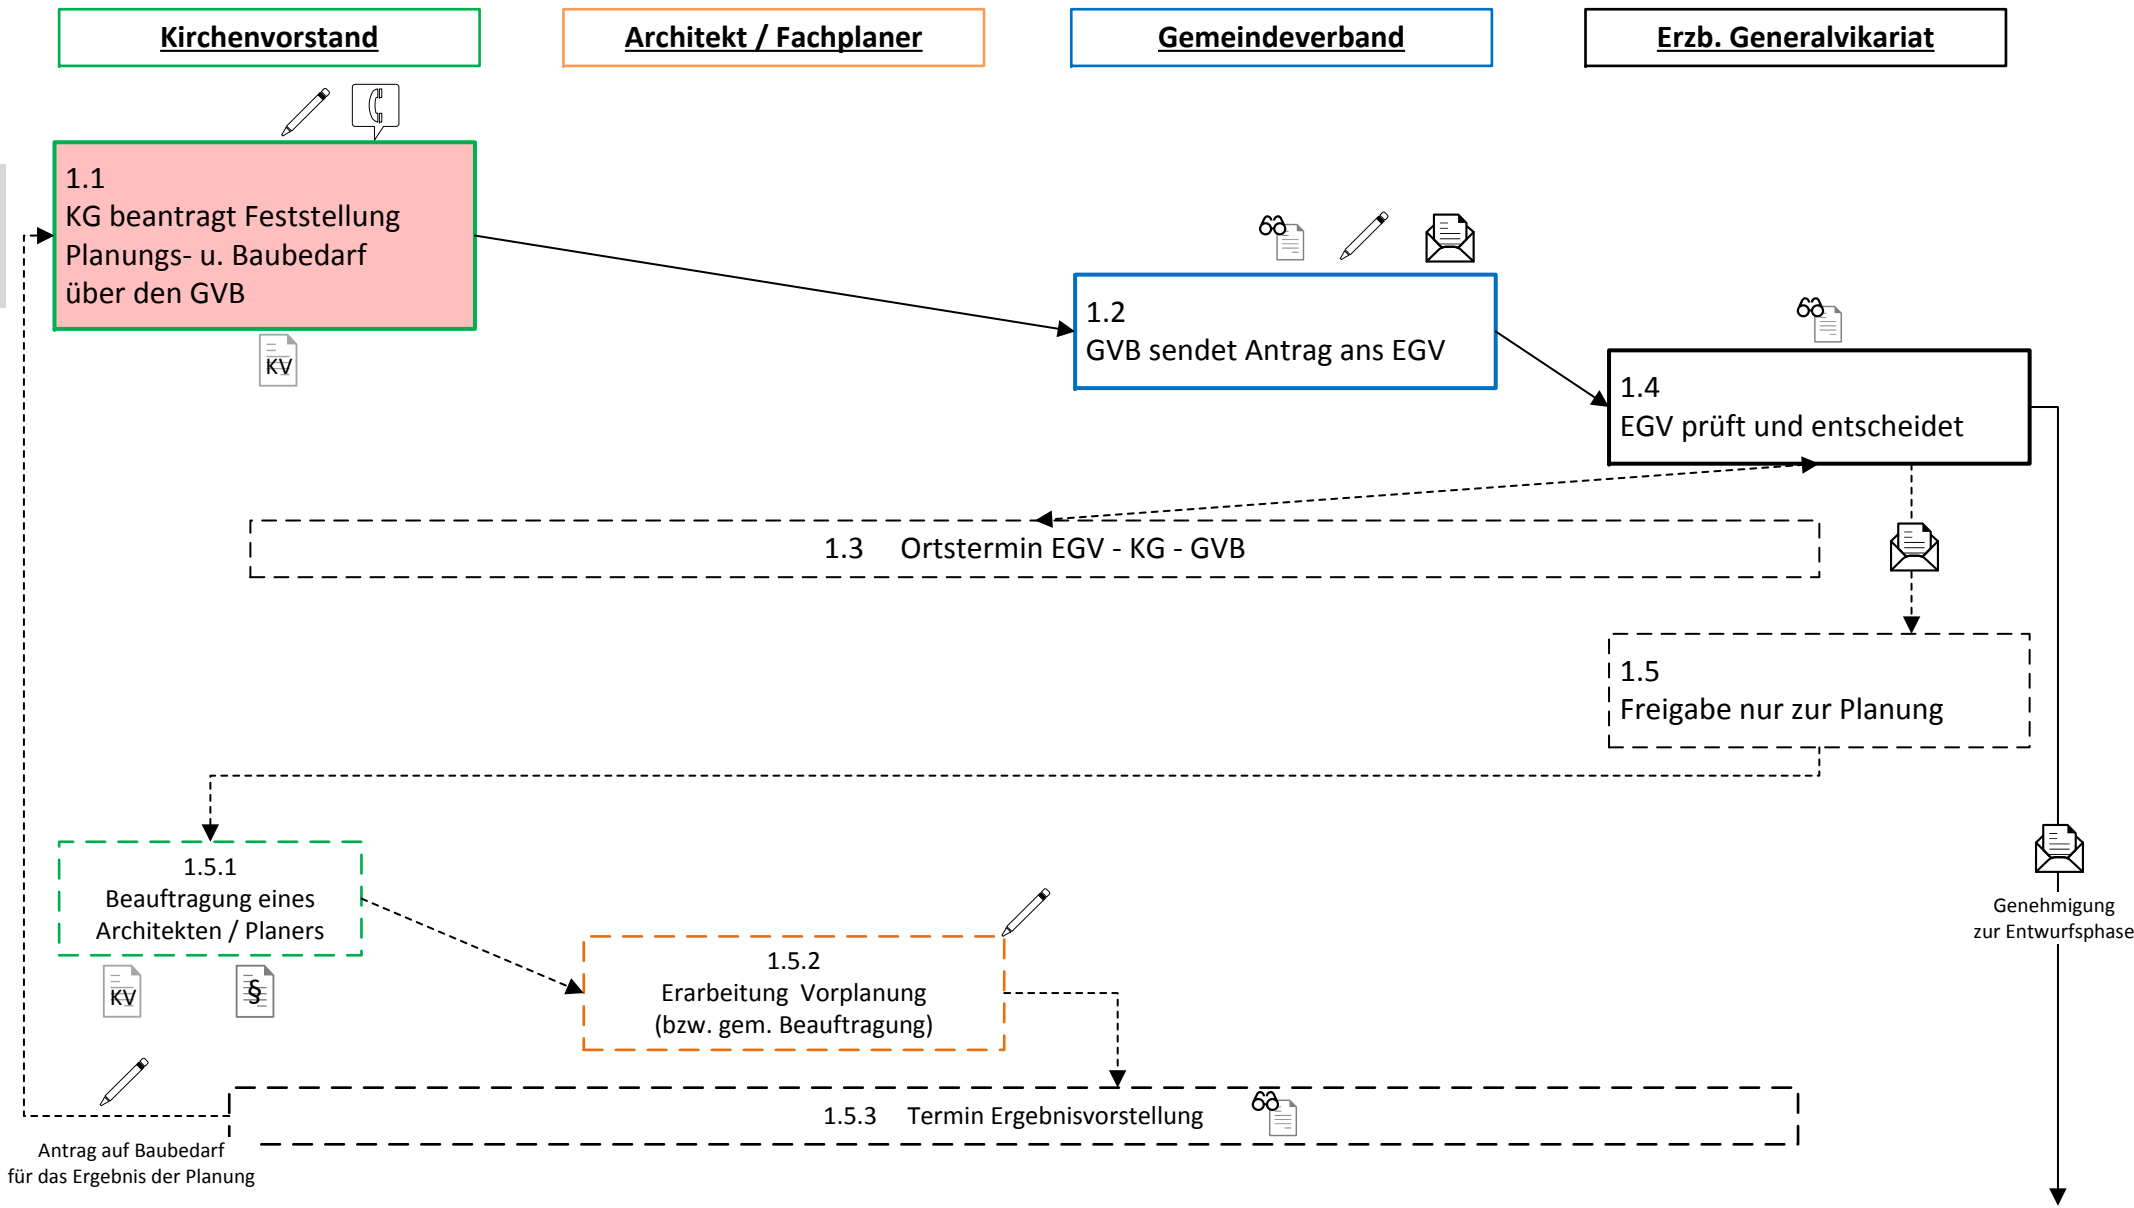 Kirchenvorstand
Architekt / Fachplaner
Gemeindeverband
Erzb. Generalvikariat
1.1
KG beantragt Feststellung
Planungs- u. Baubedarf
über den GVB
KV
1.2
GVB sendet Antrag ans EGV
1.4
EGV prüft und entscheidet
1.3 Ortstermin EGV - KG - GVB
1.5
Freigabe nur zur Planung
1.5.1
Beauftragung eines
Architekten / Planers
KV
§
1.5.2
Erarbeitung Vorplanung
(bzw. gem. Beauftragung)
Genehmigung
zur Entwurfsphase
1.5.3 Termin Ergebnisvorstellung
Antrag auf Baubedarf
für das Ergebnis der Planung